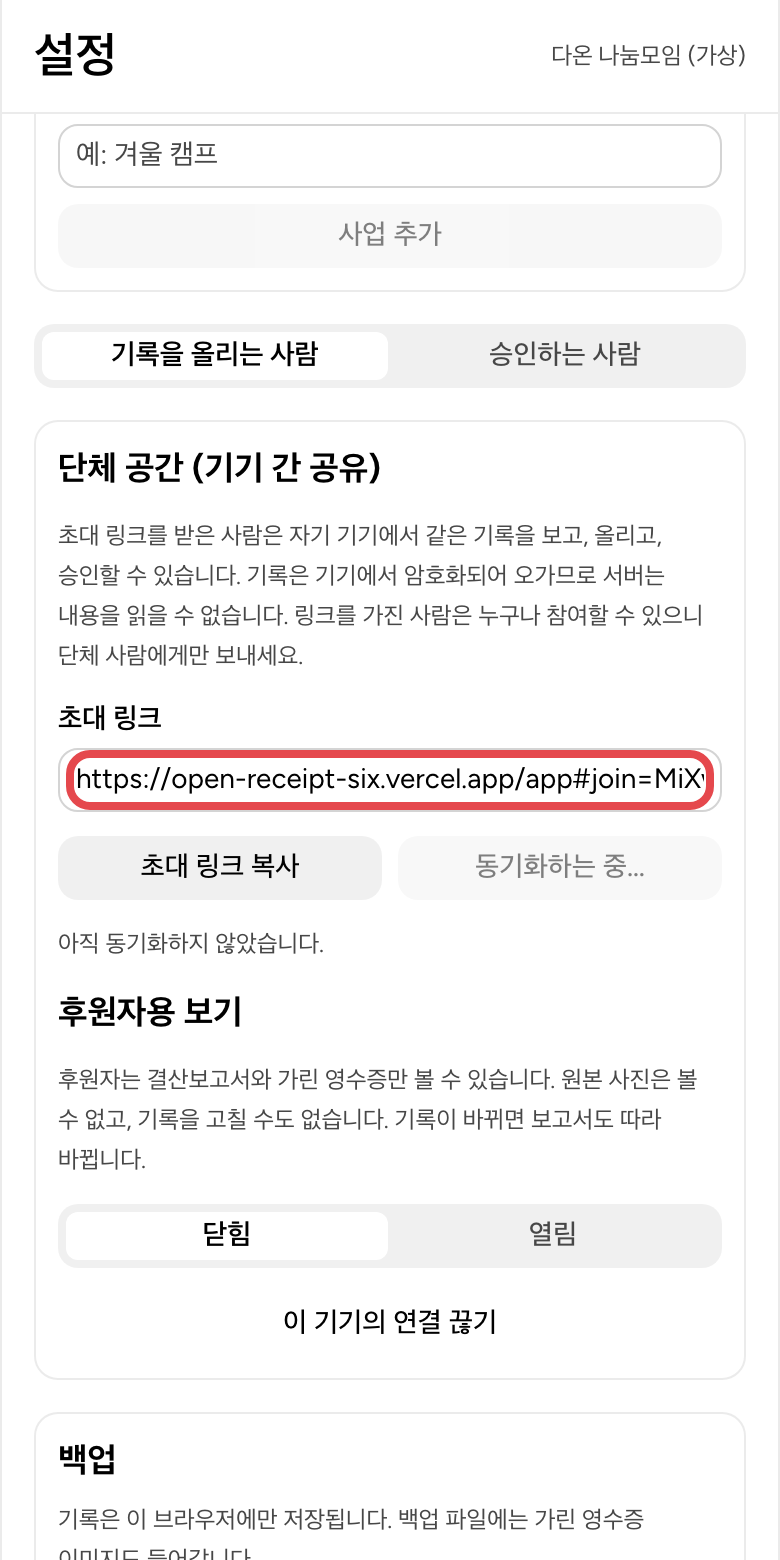 설정
다온 나눔모임 (가상)
예: 겨울 캠프
사업 추가
기록을 올리는 사람
승인하는 사람
단체 공간 (기기 간 공유)
초대 링크를 받은 사람은 자기 기기에서 같은 기록을 보고, 올리고,
승인할 수 있습니다. 기록은 기기에서 암호화되어 오가므로 서버는
내용을 읽을 수 없습니다. 링크를 가진 사람은 누구나 참여할 수 있으니
단체 사람에게만 보내세요.
초대 링크
https://open-receipt-six.vercel.app/app#join=MiX
초대 링크 복사
동기화하는 중...
아직 동기화하지 않았습니다.
후원자용 보기
후원자는 결산보고서와 가린 영수증만 볼 수 있습니다. 원본 사진은 볼
수 없고, 기록을 고칠 수도 없습니다. 기록이 바뀌면 보고서도 따라
바뀝니다.
닫힘
열림
이 기기의 연결 끊기
백업
기록은 이 브라우저에만 저장됩니다. 백업 파일에는 가린 영수증